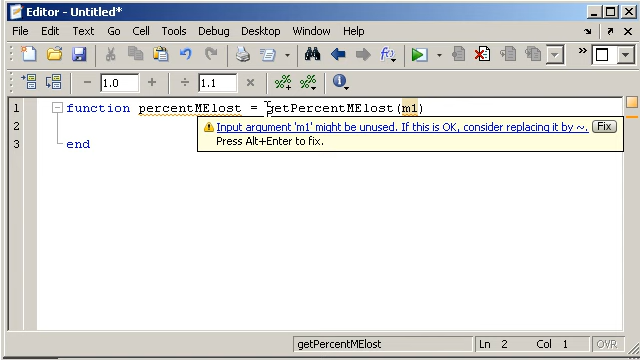 Editor - Untitled*
File Edit Text Go Cell Tools Debug Desktop Window Help
1.0 1.1
1 function percentMElost = getPercentMElost(m1)
2
Input argument 'm1' might be unused. If this is OK, consider replacing it by ~. Fix
Press Alt+Enter to fix.
3 end
getPercentMElost Ln 2 Col 1 OVR